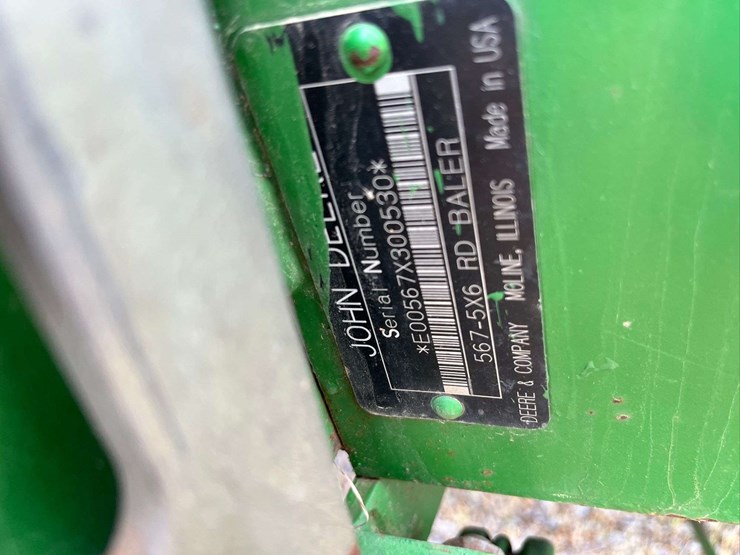 JOHN DEERE
Serial Number
*E00567X300530*
567-5X6 RD BALER
DEERE & COMPANY MOLINE, ILLINOIS Made in USA